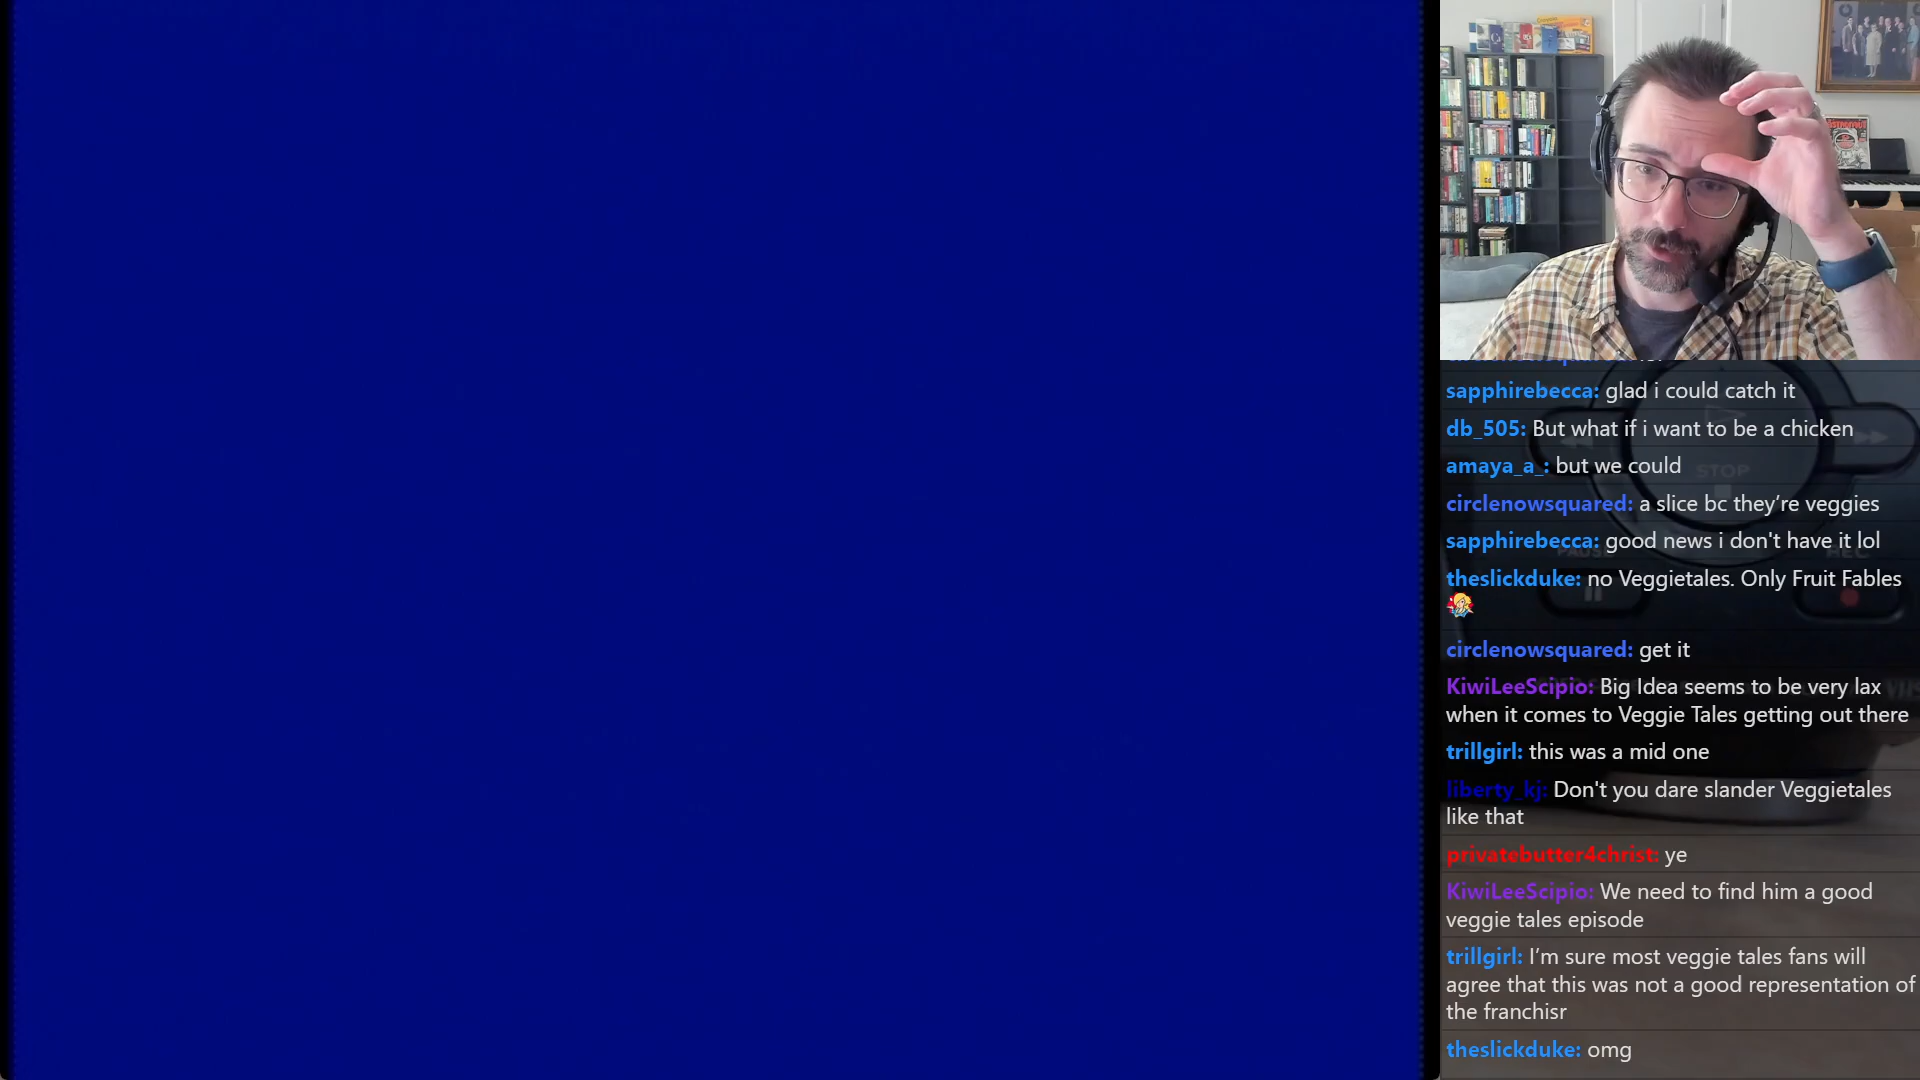 sapphirebecca: glad i could catch it
db_505: But what if i want to be a chicken
amaya_a_: but we could
STOP
circlenowsquared: a slice bc they’re veggies
sapphirebecca: good news i don't have it lol
PAUSE
REC
theslickduke: no Veggietales. Only Fruit Fables
circlenowsquared: get it
KiwiLeeScipio: Big Idea seems to be very lax
when it comes to Veggie Tales getting out there
trillgirl: this was a mid one
liberty_kj: Don't you dare slander Veggietales
like that
privatebutter4christ: ye
KiwiLeeScipio: We need to find him a good
veggie tales episode
trillgirl: I’m sure most veggie tales fans will
agree that this was not a good representation of
the franchisr
theslickduke: omg